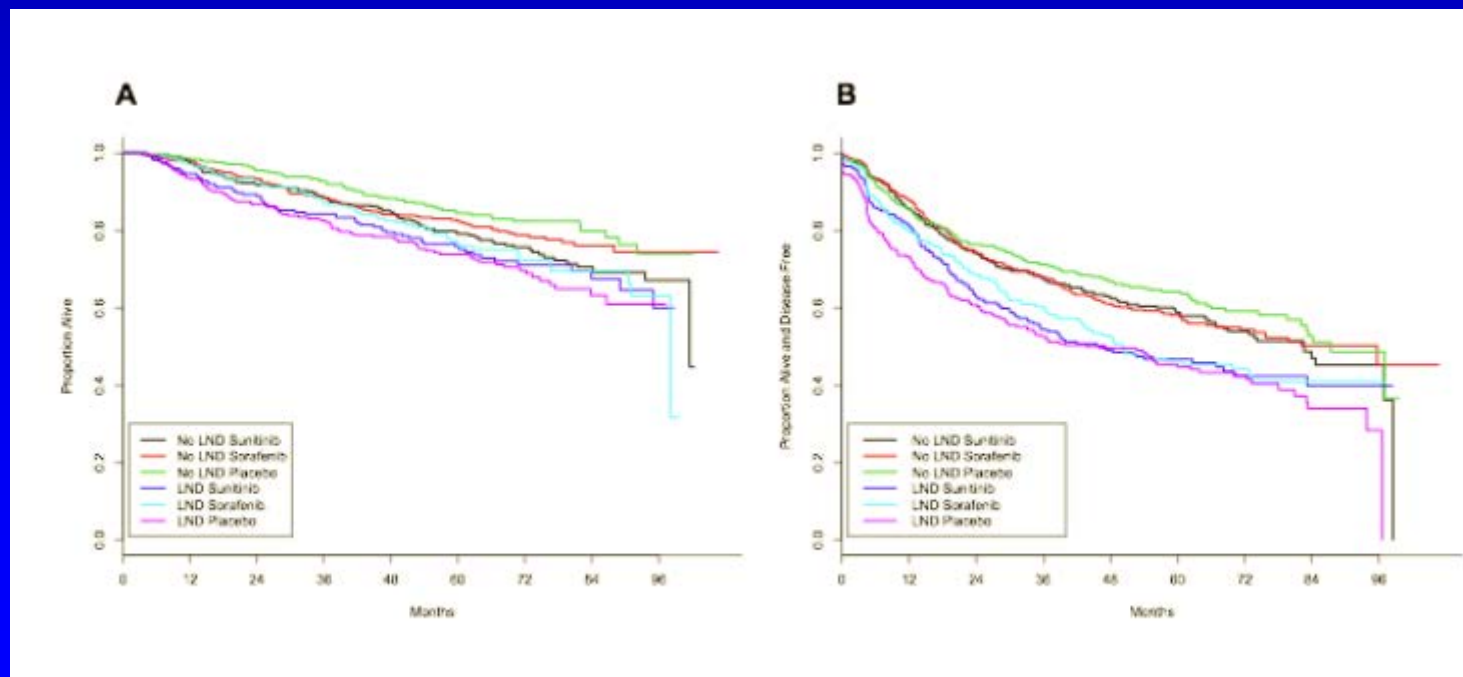 A
Proportion Alive
1.0
0.8
0.6
0.4
0.2
0.0
No LND Sunitinib
No LND Sorafenib
No LND Placebo
LND Sunitinib
LND Sorafenib
LND Placebo
0 12 24 36 48 60 72 84 96
Months
B
Proportion Alive and Disease-Free
1.0
0.8
0.6
0.4
0.2
0.0
No LND Sunitinib
No LND Sorafenib
No LND Placebo
LND Sunitinib
LND Sorafenib
LND Placebo
0 12 24 36 48 60 72 84 96
Months